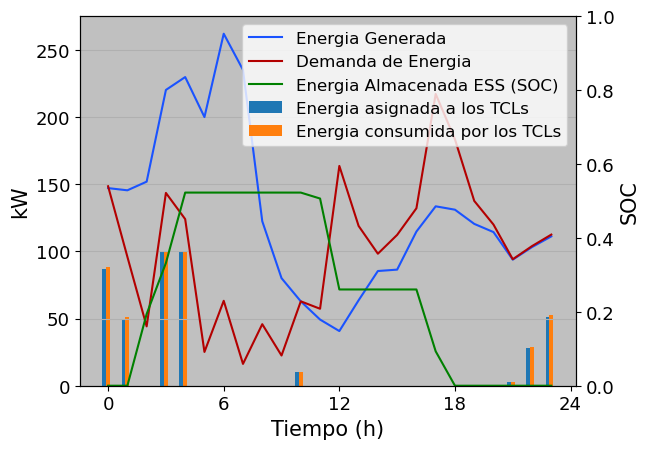 Energia Generada
Demanda de Energia
Energia Almacenada ESS (SOC)
Energia asignada a los TCLs
Energia consumida por los TCLs
kW
250
200
150
100
50
0
SOC
1.0
0.8
0.6
0.4
0.2
0.0
0 6 12 18 24
Tiempo (h)